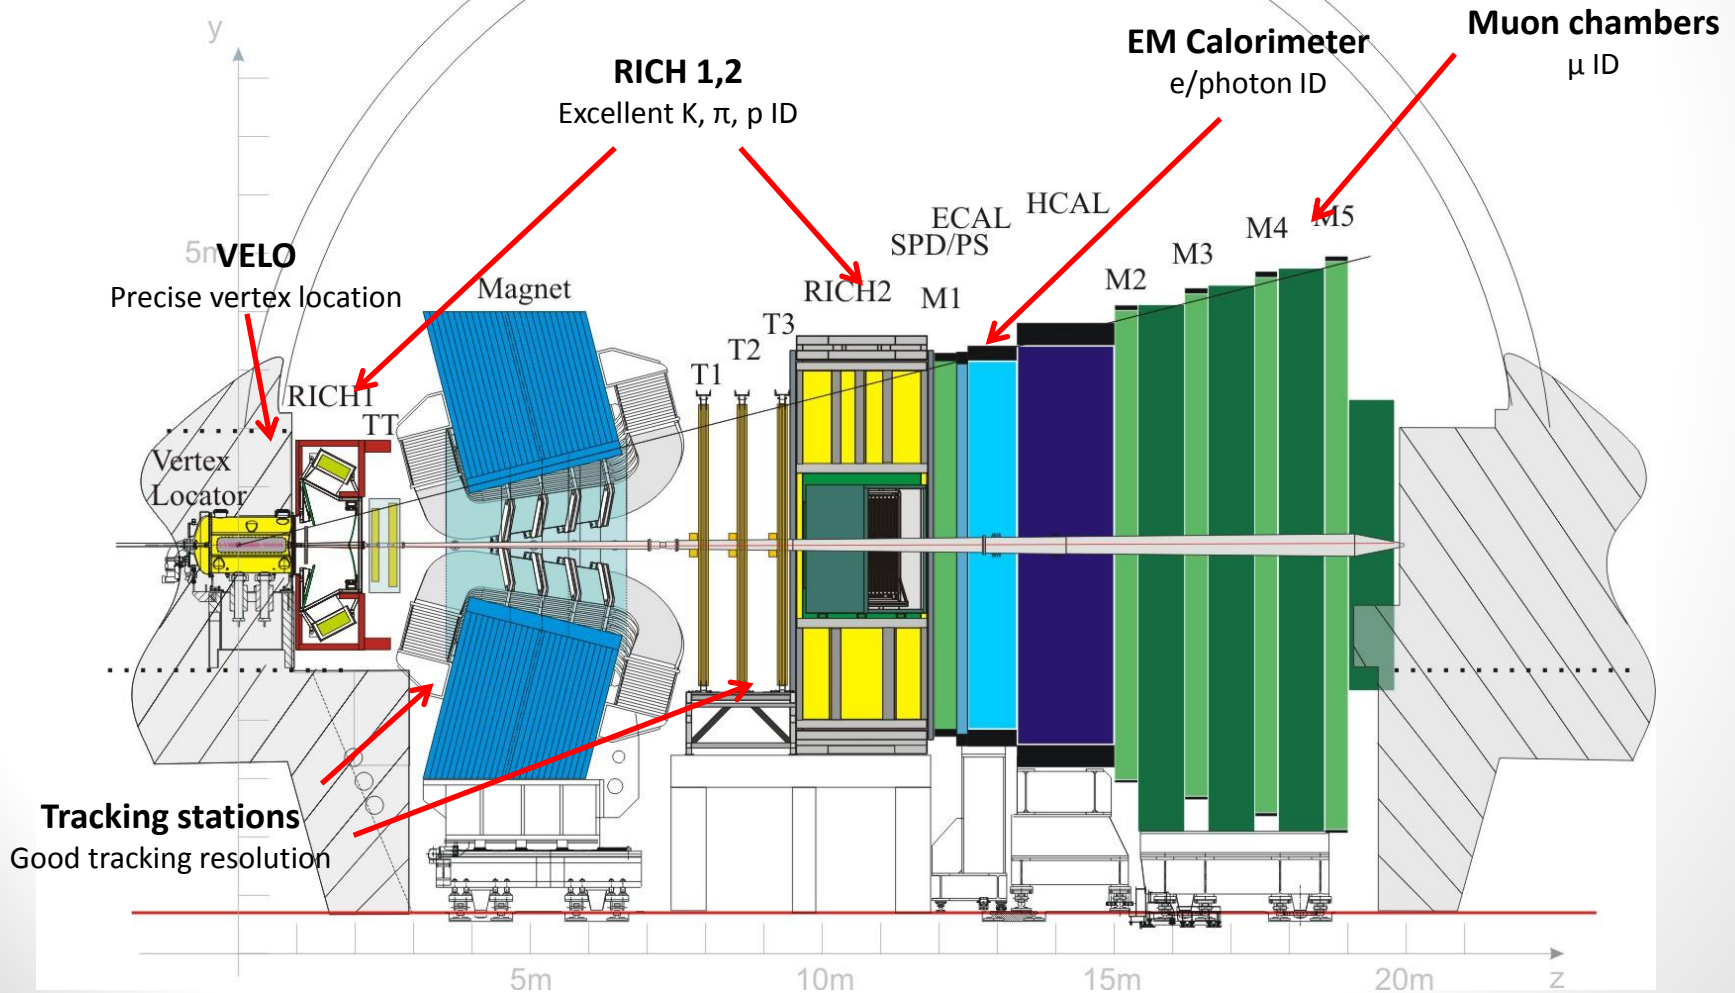 y
Muon chambers
μ ID
EM Calorimeter
e/photon ID
RICH 1,2
Excellent K, π, p ID
HCAL
ECAL
SPD/PS
M5
M4
M3
M2
5m
VELO
Precise vertex location
Magnet
RICH2
M1
T3
T2
T1
RICH1
TT
Vertex
Locator
Tracking stations
Good tracking resolution
5m
10m
15m
20m
z